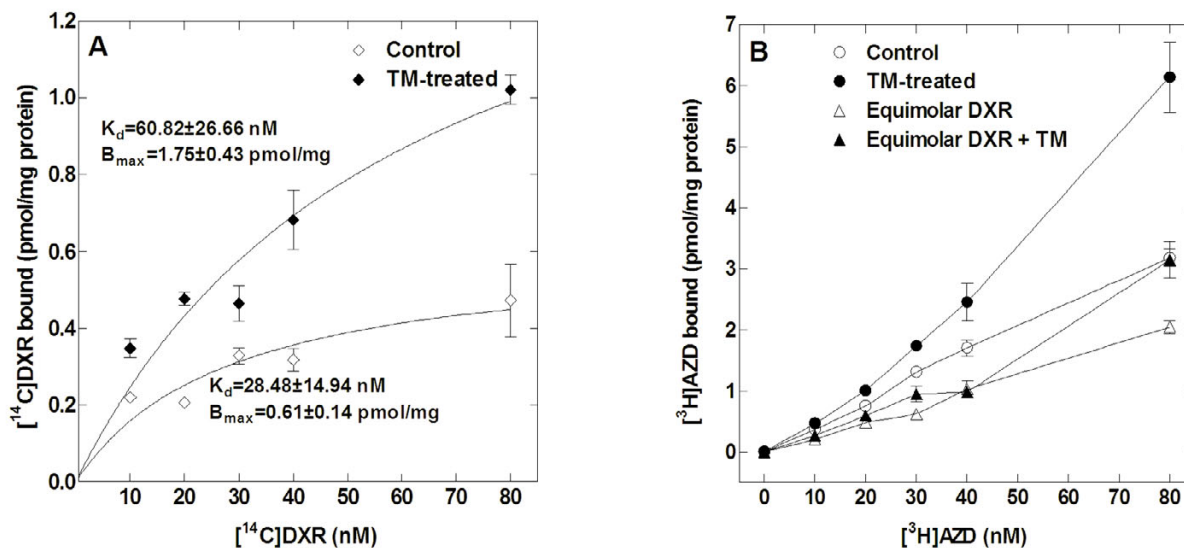 A
Control
TM-treated
K_d=60.82±26.66 nM
B_max=1.75±0.43 pmol/mg
K_d=28.48±14.94 nM
B_max=0.61±0.14 pmol/mg
1.2
1.0
0.8
0.6
0.4
0.2
0.0
10 20 30 40 50 60 70 80
[¹⁴C]DXR (nM)
[¹⁴C]DXR bound (pmol/mg protein)
B
Control
TM-treated
Equimolar DXR
Equimolar DXR + TM
7
6
5
4
3
2
1
0
0 10 20 30 40 50 60 70 80
[³H]AZD (nM)
[³H]AZD bound (pmol/mg protein)